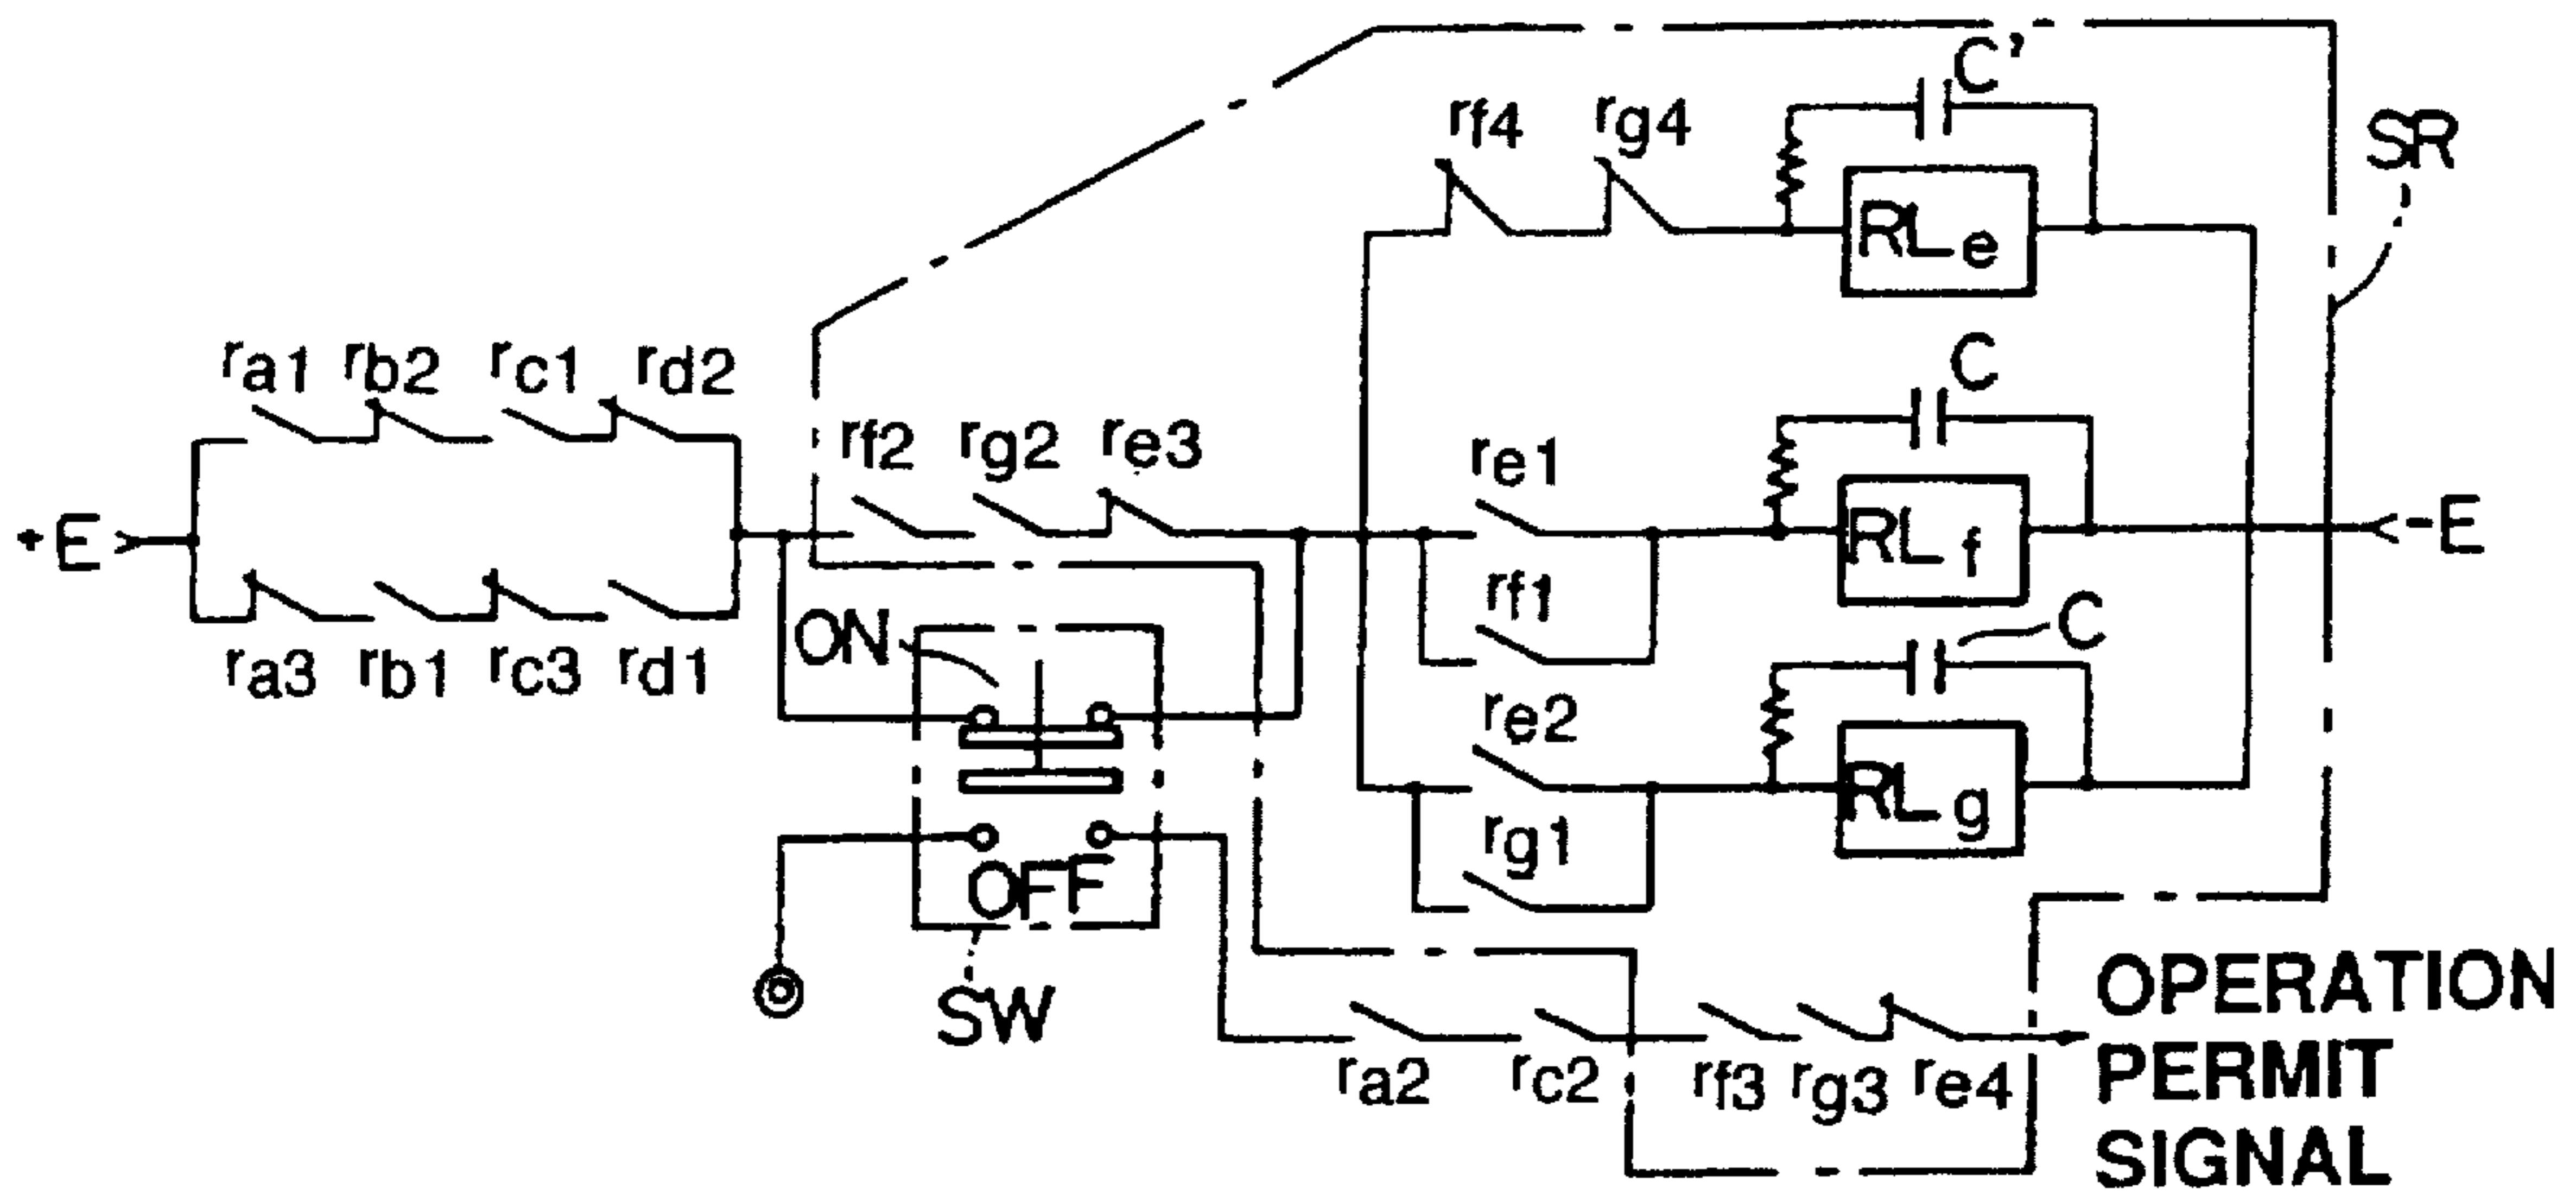 C'
rf4 rg4
SR
RLe
ra1 rb2 rc1 rd2
C
rf2 rg2 re3
re1
+E
RLf
-E
rf1
C
ON
ra3 rb1 rc3 rd1
re2
RLg
rg1
OFF
SW
OPERATION
PERMIT
SIGNAL
ra2 rc2 rf3 rg3 re4